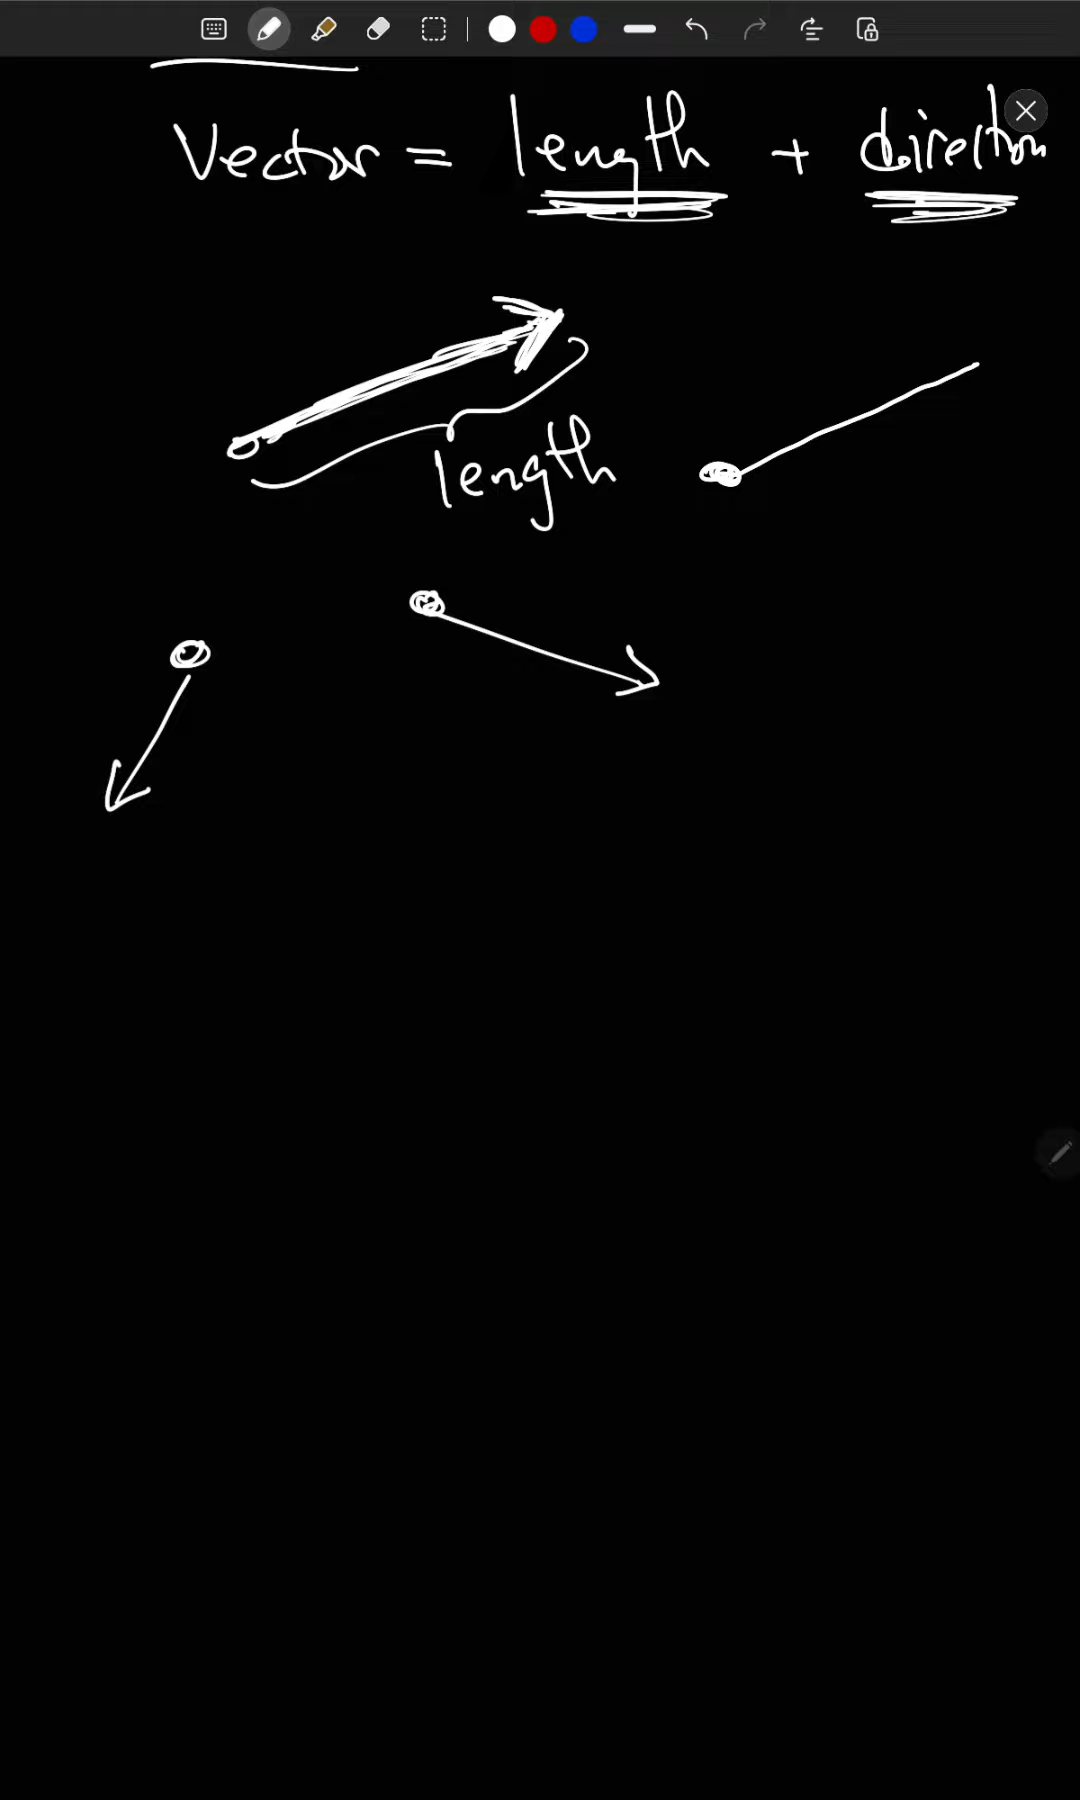 Vector = length + direction
length